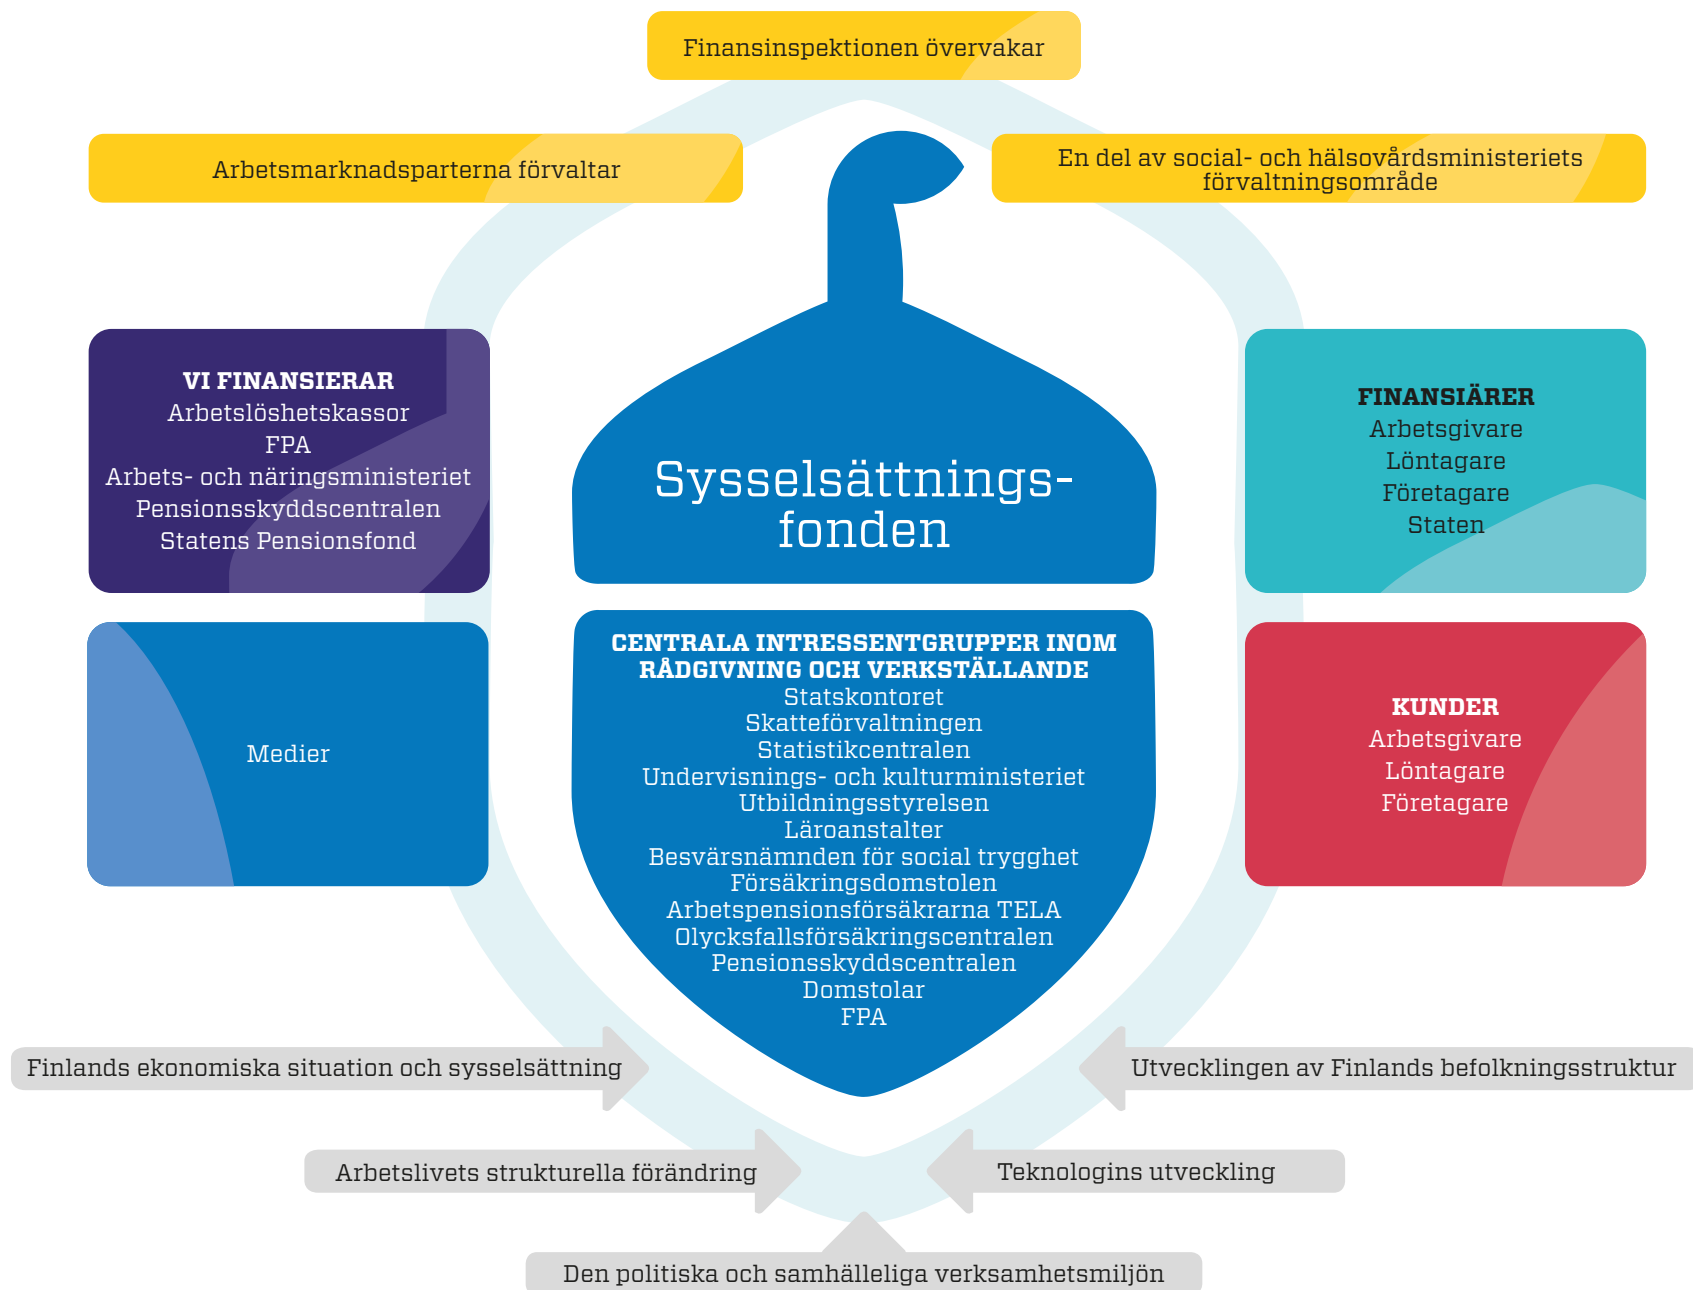 Finansinspektionen övervakar
Arbetsmarknadsparterna förvaltar
En del av social- och hälsovårdsministeriets
förvaltningsområde
VI FINANSIERAR
Arbetslöshetskassor
FPA
Arbets- och näringsministeriet
Pensionsskyddscentralen
Statens Pensionsfond
Sysselsättnings-
fonden
FINANSIÄRER
Arbetsgivare
Löntagare
Företagare
Staten
Medier
CENTRALA INTRESSENTGRUPPER INOM
RÅDGIVNING OCH VERKSTÄLLANDE
Statskontoret
Skatteförvaltningen
Statistikcentralen
Undervisnings- och kulturministeriet
Utbildningsstyrelsen
Läroanstalter
Besvärsnämnden för social trygghet
Försäkringsdomstolen
Arbetspensionsförsäkrarna TELA
Olycksfallsförsäkringscentralen
Pensionsskyddscentralen
Domstolar
FPA
KUNDER
Arbetsgivare
Löntagare
Företagare
Finlands ekonomiska situation och sysselsättning
Utvecklingen av Finlands befolkningsstruktur
Arbetslivets strukturella förändring
Teknologins utveckling
Den politiska och samhälleliga verksamhetsmiljön